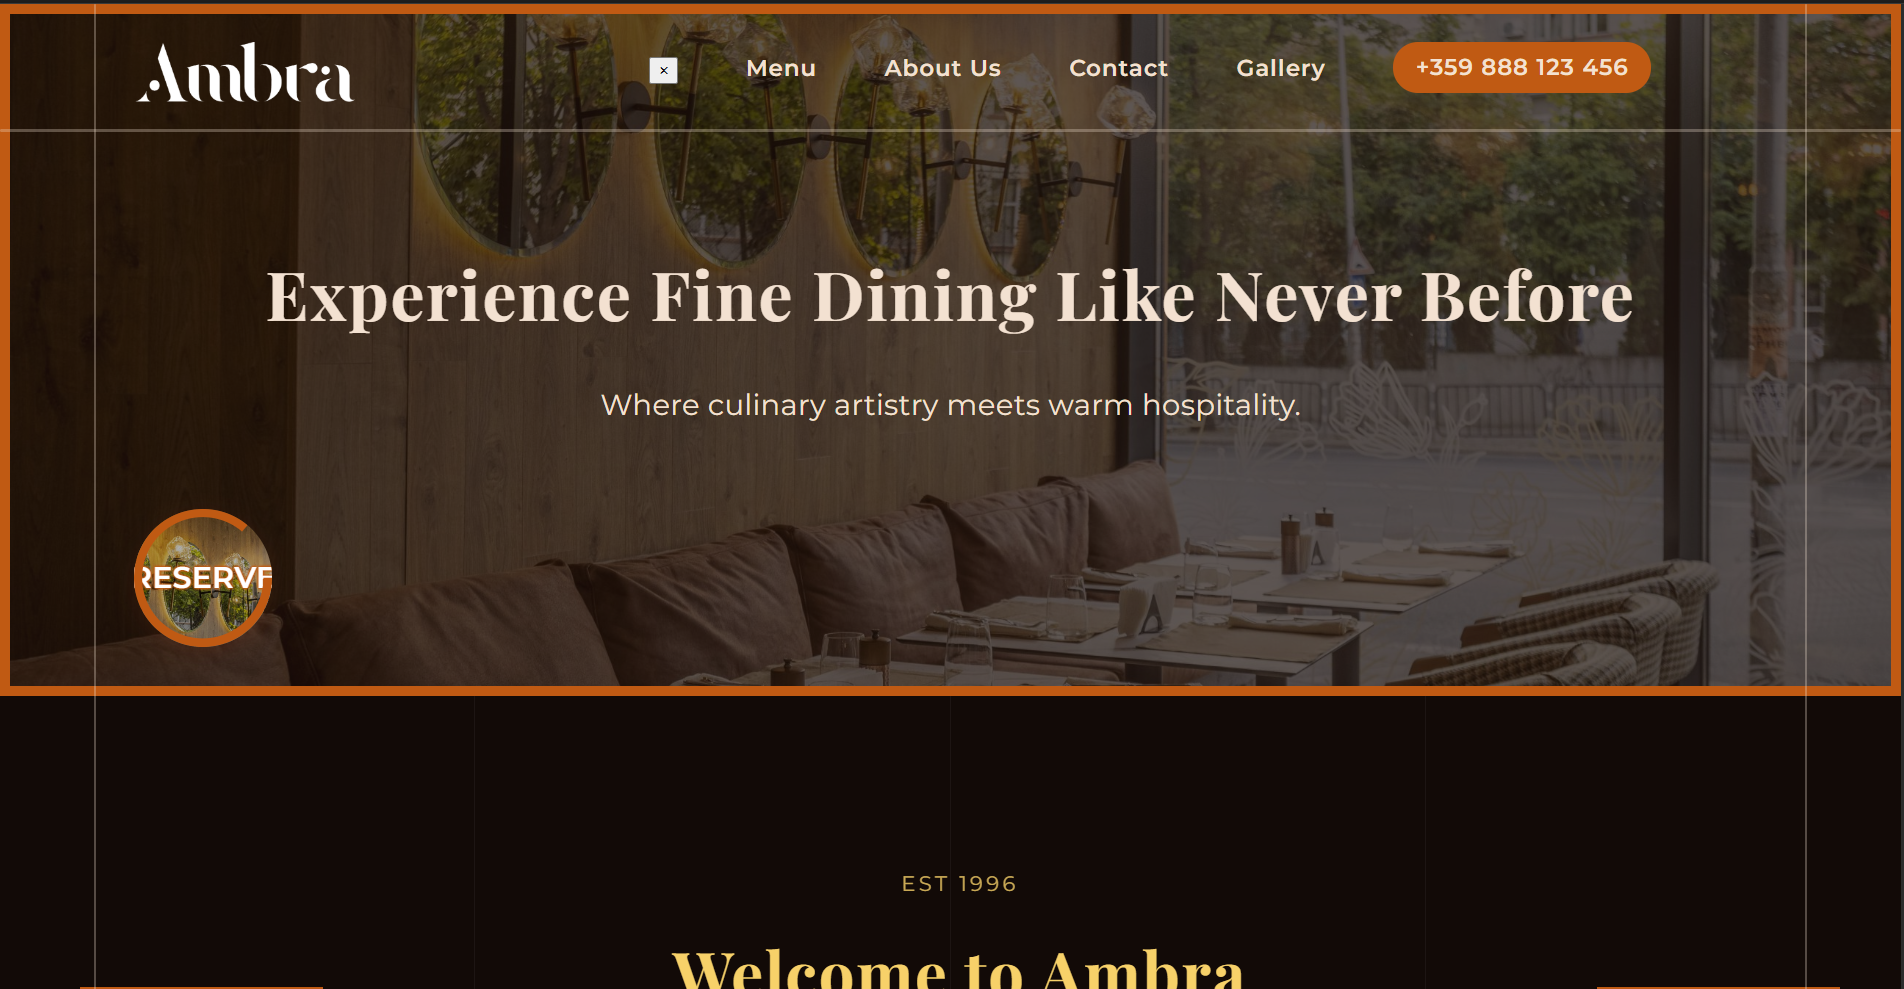 Ambra
×
Menu
About Us
Contact
Gallery
+359 888 123 456
Experience Fine Dining Like Never Before
Where culinary artistry meets warm hospitality.
RESERVE
A
A
EST 1996
Welcome to Ambra